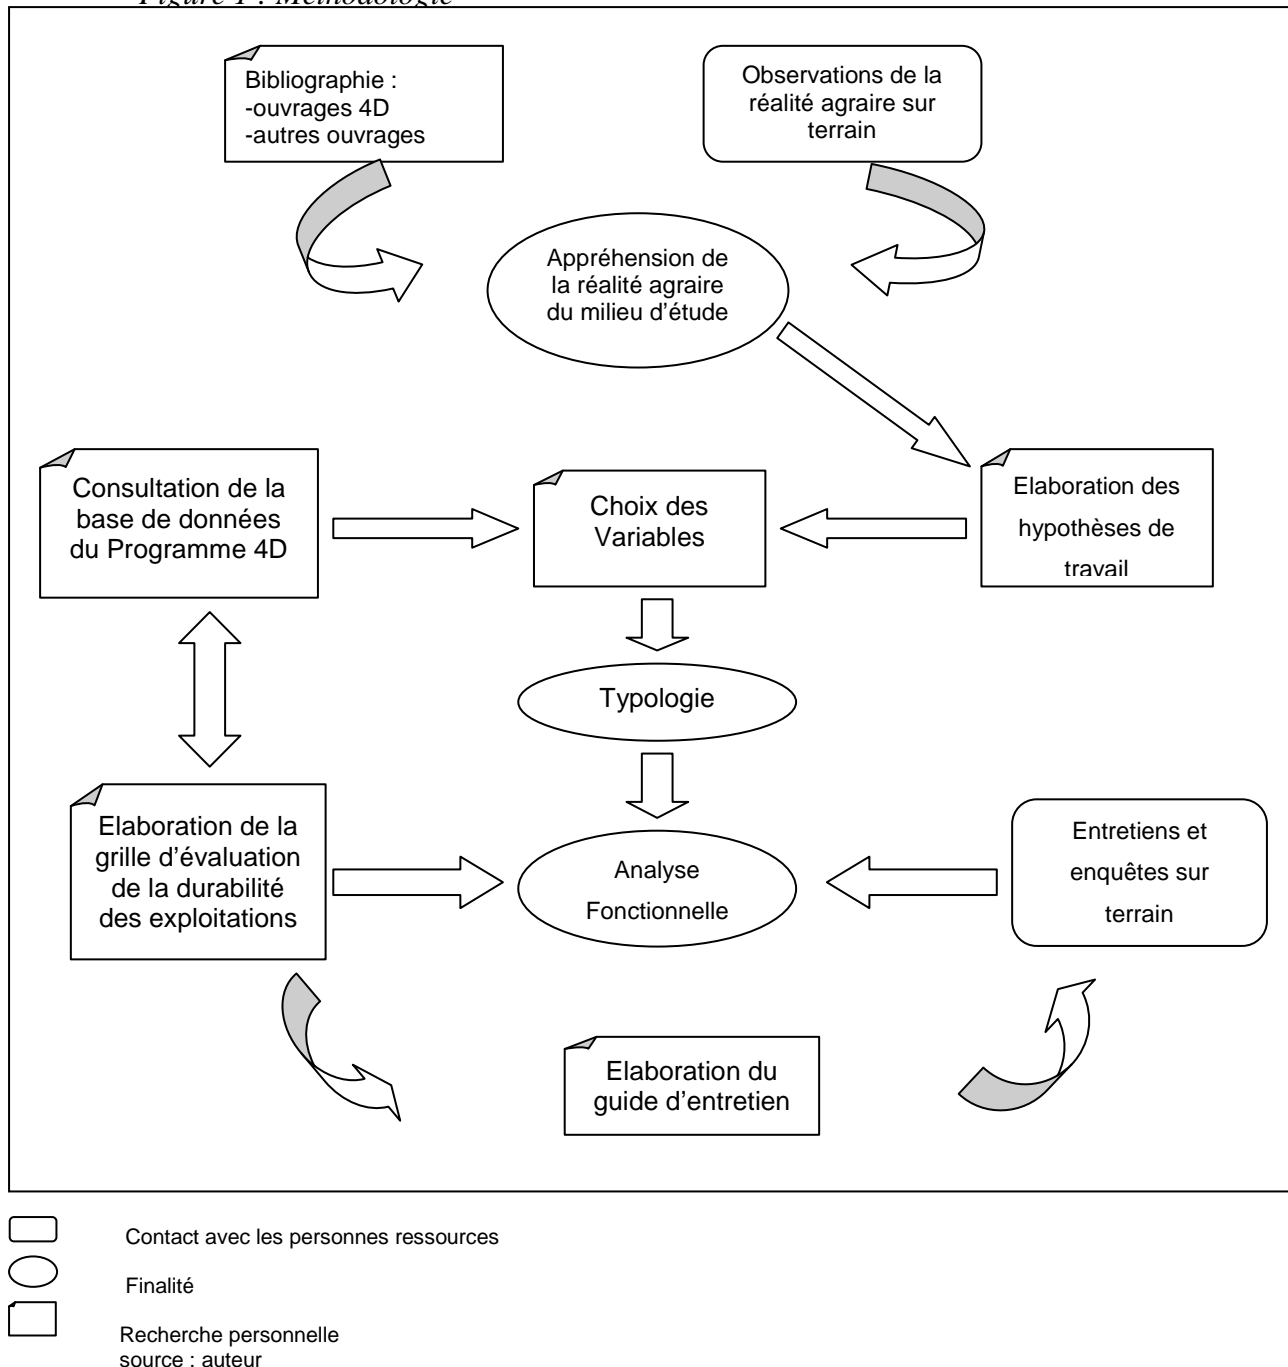 Figure 1 : Méthodologie
Bibliographie :
-ouvrages 4D
-autres ouvrages
Observations de la
réalité agraire sur
terrain
Appréhension de
la réalité agraire
du milieu d’étude
Consultation de la
base de données
du Programme 4D
Choix des
Variables
Elaboration des
hypothèses de
travail
Typologie
Elaboration de la
grille d’évaluation
de la durabilité
des exploitations
Analyse
Fonctionnelle
Entretiens et
enquêtes sur
terrain
Elaboration du
guide d’entretien
Contact avec les personnes ressources
Finalité
Recherche personnelle
source : auteur